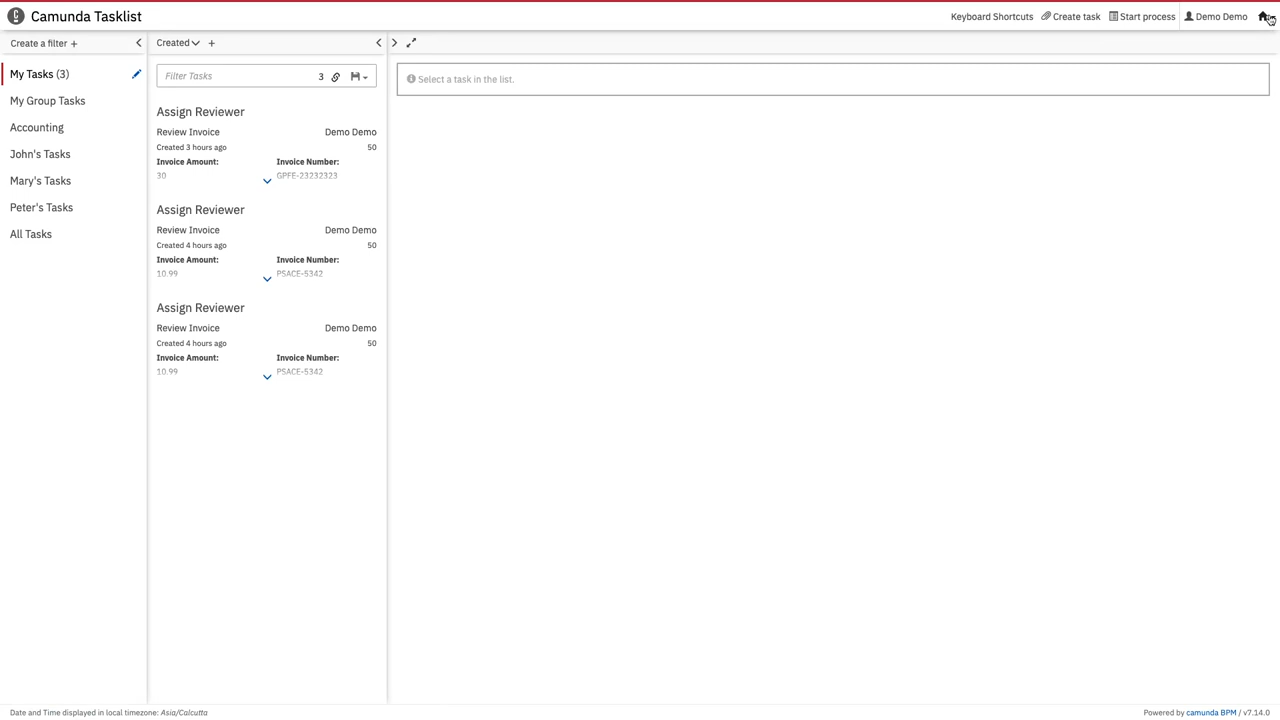 Camunda Tasklist
Keyboard Shortcuts Create task Start process Demo Demo
Create a filter +
Created +
My Tasks (3)
My Group Tasks
Accounting
John's Tasks
Mary's Tasks
Peter's Tasks
All Tasks
Filter Tasks 3
Assign Reviewer
Review Invoice Demo Demo
Created 3 hours ago 50
Invoice Amount: Invoice Number:
30 GPFE-23232323
Assign Reviewer
Review Invoice Demo Demo
Created 4 hours ago 50
Invoice Amount: Invoice Number:
10.99 PSACE-5342
Assign Reviewer
Review Invoice Demo Demo
Created 4 hours ago 50
Invoice Amount: Invoice Number:
10.99 PSACE-5342
Select a task in the list.
Date and Time displayed in local timezone: Asia/Calcutta
Powered by camunda BPM / v7.14.0